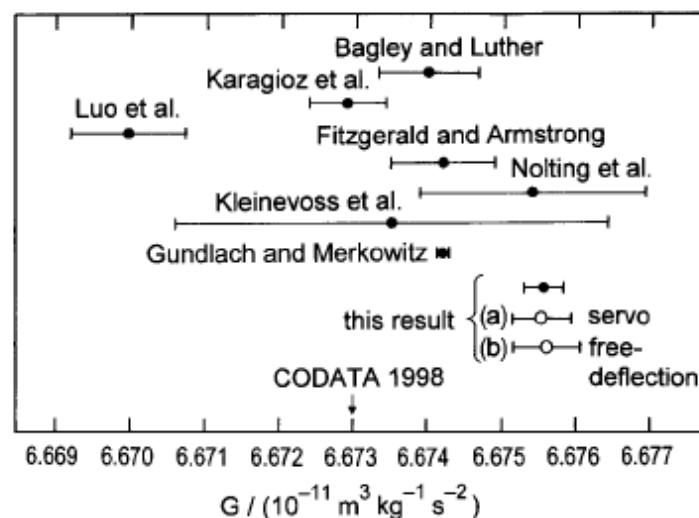 Bagley and Luther
Karagioz et al.
Luo et al.
Fitzgerald and Armstrong
Nolting et al.
Kleinevoss et al.
Gundlach and Merkowitz
this result
(a) servo
(b) free-
deflection
CODATA 1998
6.669 6.670 6.671 6.672 6.673 6.674 6.675 6.676 6.677
G / (10⁻¹¹ m³ kg⁻¹ s⁻²)